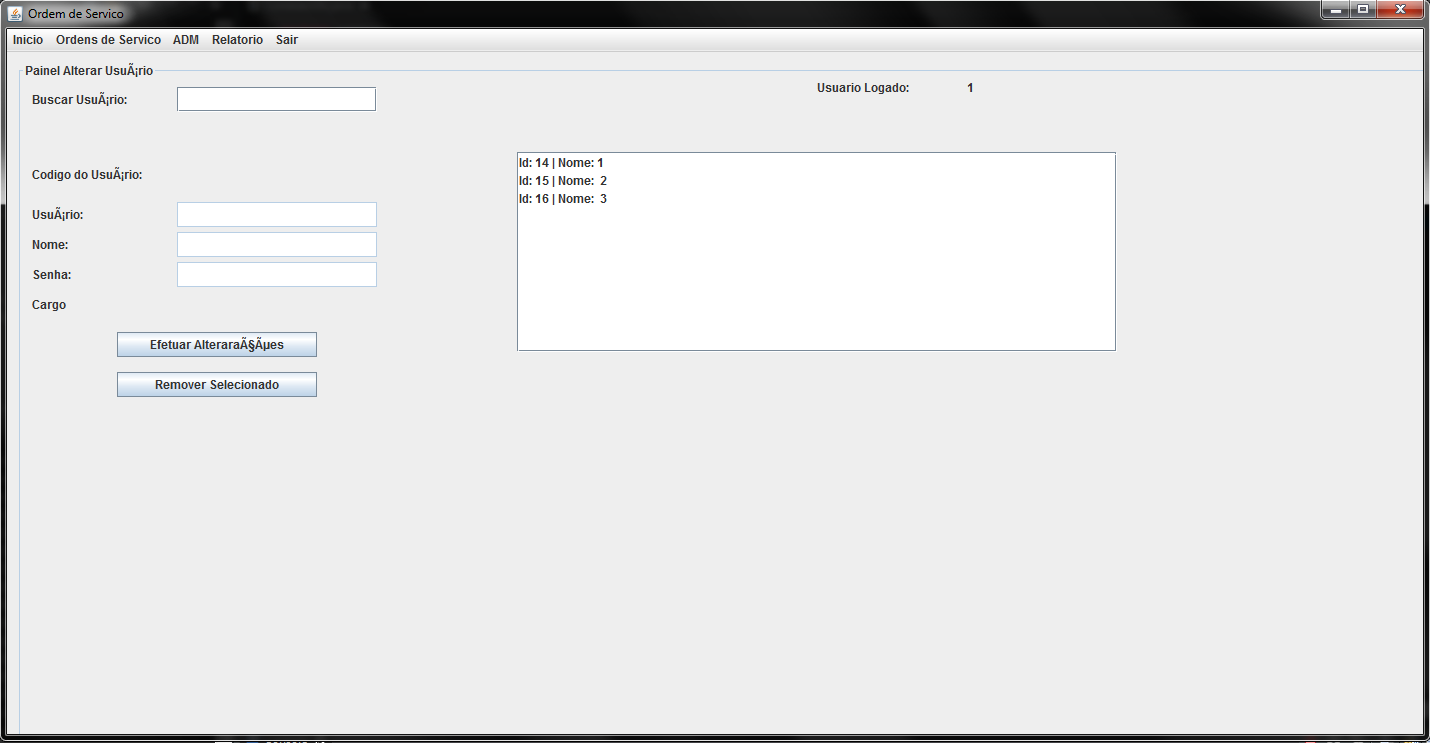 Ordem de Servico
Inicio Ordens de Servico ADM Relatorio Sair
Painel Alterar UsuÃ¡rio
Buscar UsuÃ¡rio:
Usuario Logado: 1
Codigo do UsuÃ¡rio:
UsuÃ¡rio:
Nome:
Senha:
Cargo
Efetuar AlteraraÃ§Ãµes
Remover Selecionado
Id: 14 | Nome: 1
Id: 15 | Nome:  2
Id: 16 | Nome:  3